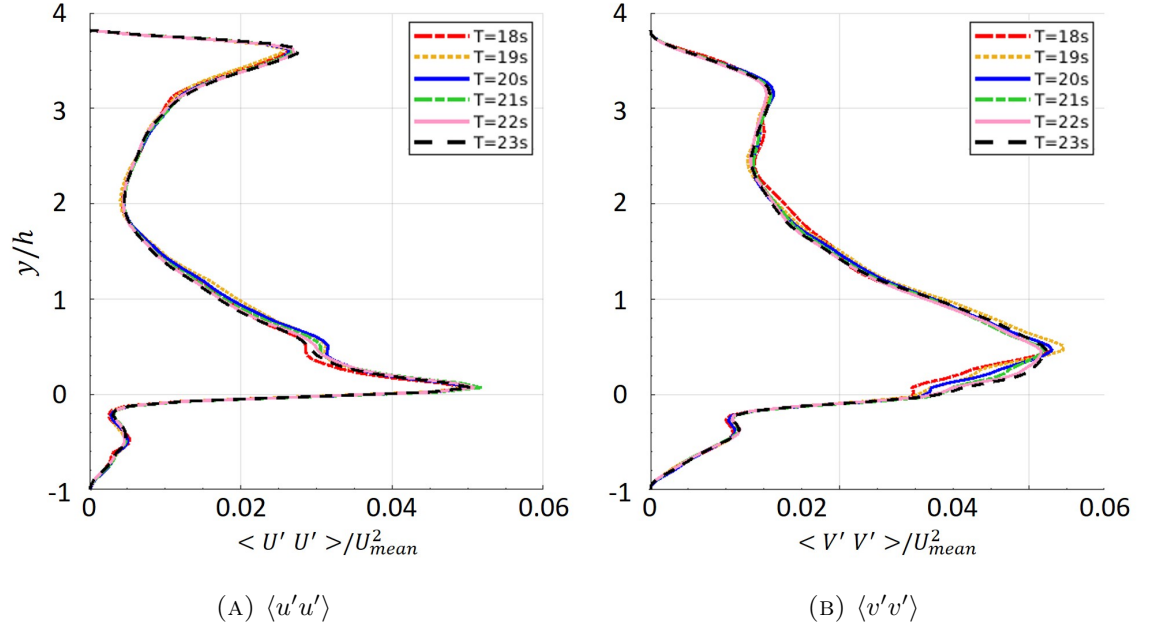 4
3
2
1
0
-1
y/h
T=18s
T=19s
T=20s
T=21s
T=22s
T=23s
0 0.02 0.04 0.06
< U′ U′ >/U²mean
(A) ⟨u′u′⟩
4
3
2
1
0
-1
T=18s
T=19s
T=20s
T=21s
T=22s
T=23s
0 0.02 0.04 0.06
< V′ V′ >/U²mean
(B) ⟨v′v′⟩